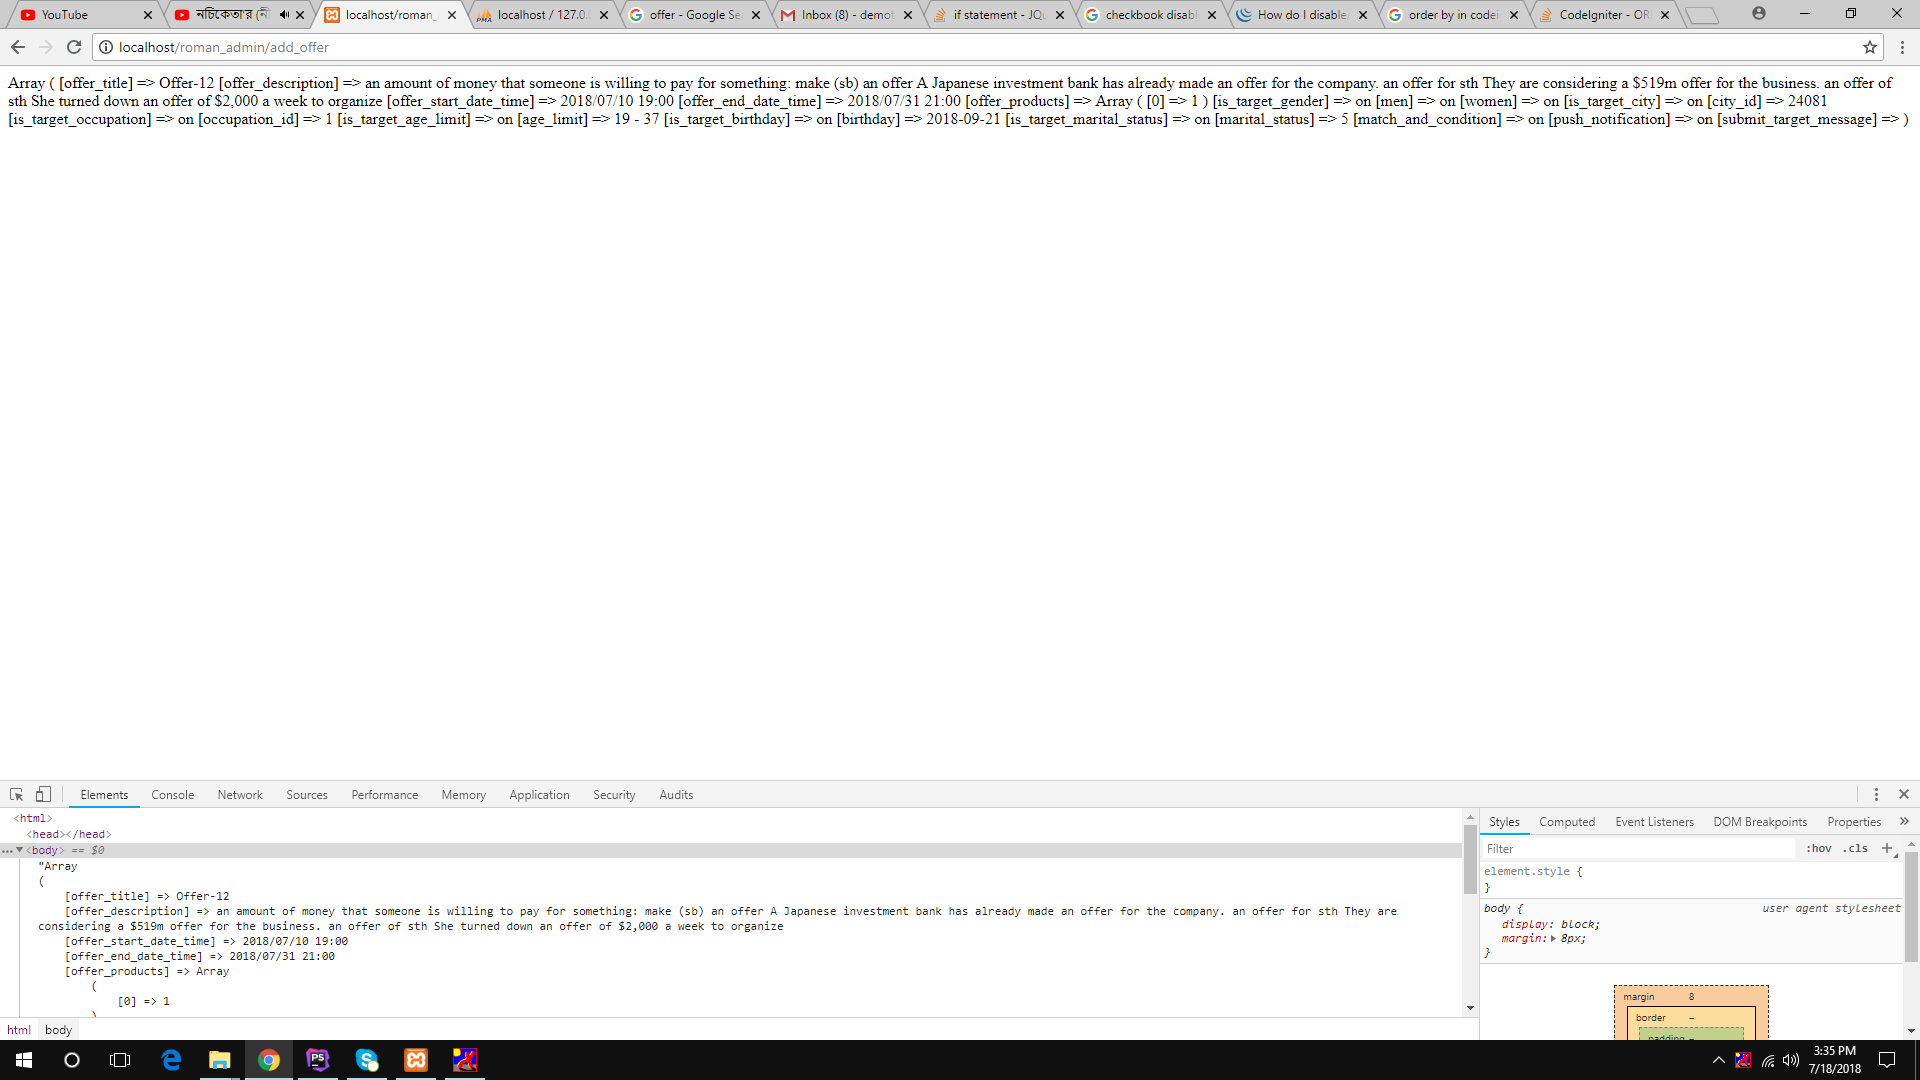 YouTube
নচিকেতা'র (নী
localhost/roman_
localhost / 127.0.
offer - Google Se
Inbox (8) - demot
if statement - JQu
checkbook disabl
How do I disable/
order by in codei
CodeIgniter - OR
localhost/roman_admin/add_offer
Array ( [offer_title] => Offer-12 [offer_description] => an amount of money that someone is willing to pay for something: make (sb) an offer A Japanese investment bank has already made an offer for the company. an offer for sth They are considering a $519m offer for the business. an offer of
sth She turned down an offer of $2,000 a week to organize [offer_start_date_time] => 2018/07/10 19:00 [offer_end_date_time] => 2018/07/31 21:00 [offer_products] => Array ( [0] => 1 ) [is_target_gender] => on [men] => on [women] => on [is_target_city] => on [city_id] => 24081
[is_target_occupation] => on [occupation_id] => 1 [is_target_age_limit] => on [age_limit] => 19 - 37 [is_target_birthday] => on [birthday] => 2018-09-21 [is_target_marital_status] => on [marital_status] => 5 [match_and_condition] => on [push_notification] => on [submit_target_message] => )
Elements Console Network Sources Performance Memory Application Security Audits
<html>
<head></head>
... ▼<body> == $0
"Array
(
[offer_title] => Offer-12
[offer_description] => an amount of money that someone is willing to pay for something: make (sb) an offer A Japanese investment bank has already made an offer for the company. an offer for sth They are
considering a $519m offer for the business. an offer of sth She turned down an offer of $2,000 a week to organize
[offer_start_date_time] => 2018/07/10 19:00
[offer_end_date_time] => 2018/07/31 21:00
[offer_products] => Array
(
[0] => 1
)
html body
Styles Computed Event Listeners DOM Breakpoints Properties »
Filter :hov .cls +
element.style {
}
body { user agent stylesheet
display: block;
margin: ▶ 8px;
}
margin 8
border –
padding –
3:35 PM
7/18/2018